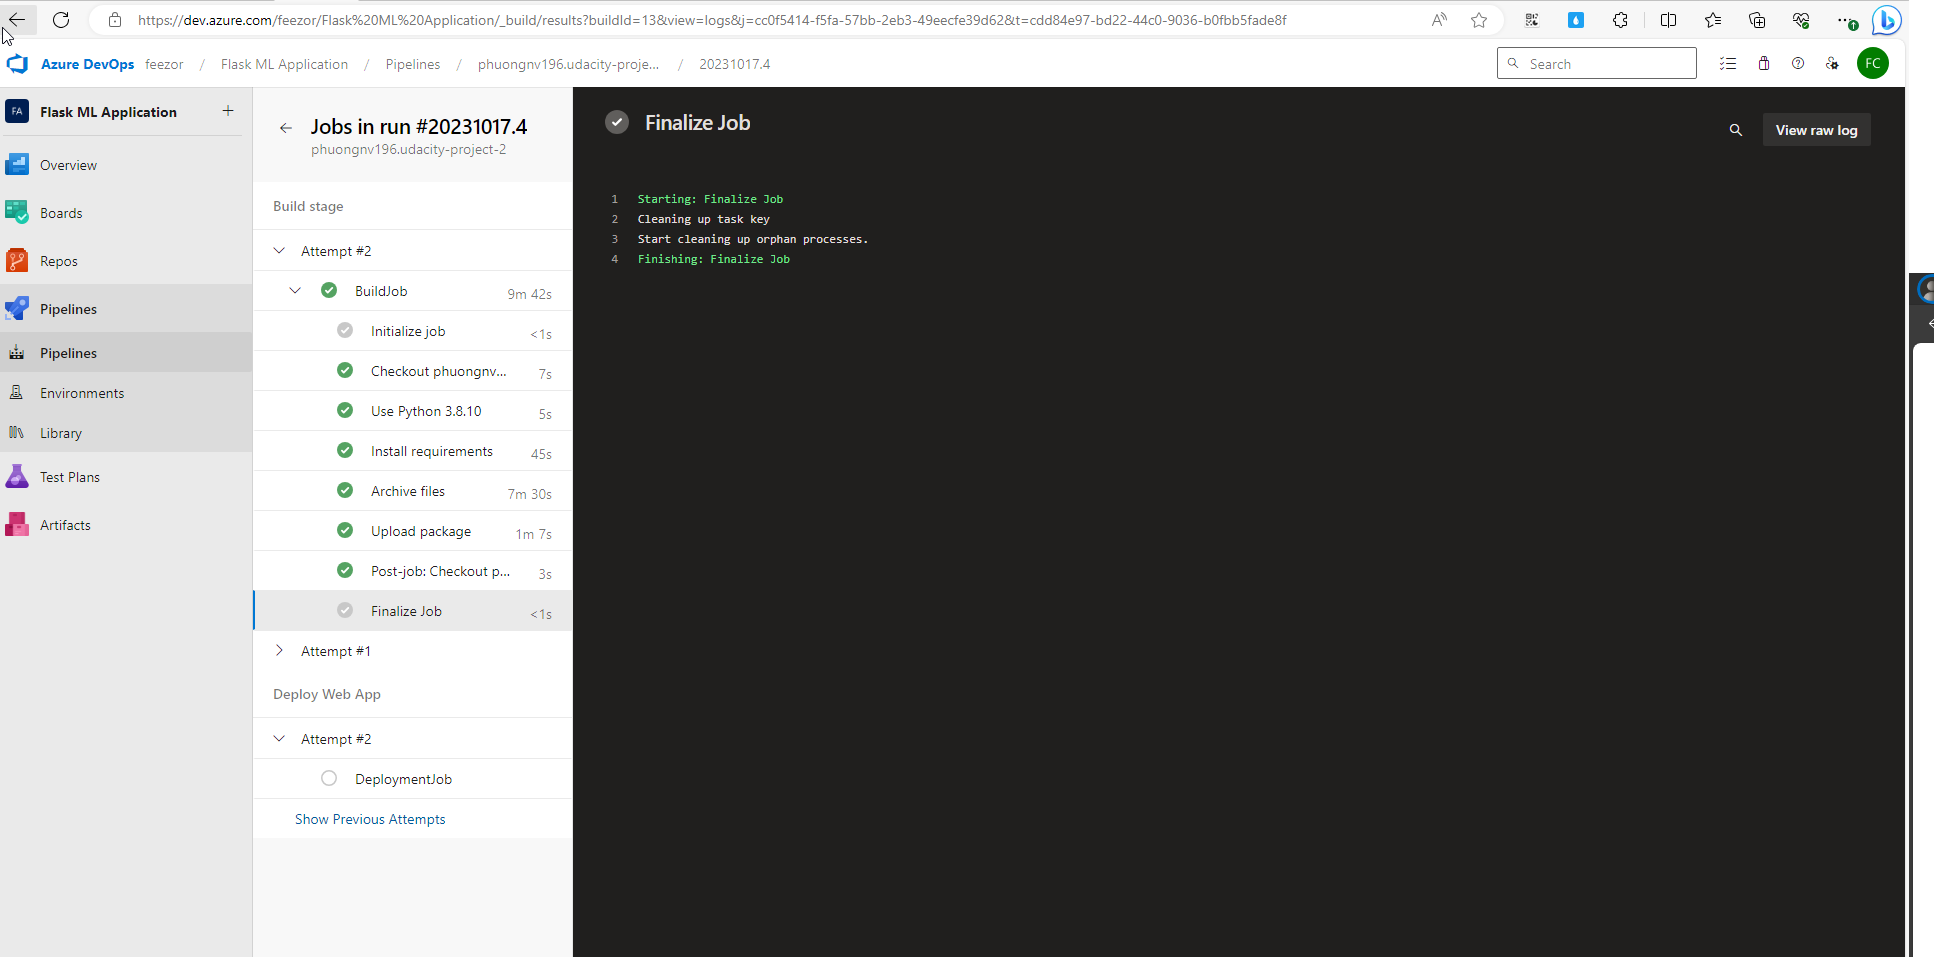 https://dev.azure.com/feezor/Flask%20ML%20Application/_build/results?buildId=13&view=logs&j=cc0f5414-f5fa-57bb-2eb3-49eecfe39d62&t=cdd84e97-bd22-44c0-9036-b0fbb5fade8f
Azure DevOps feezor / Flask ML Application / Pipelines / phuongnv196.udacity-proje... / 20231017.4
Search
FC
FA Flask ML Application +
Overview
Boards
Repos
Pipelines
Pipelines
Environments
Library
Test Plans
Artifacts
Jobs in run #20231017.4
phuongnv196.udacity-project-2
Build stage
Attempt #2
BuildJob 9m 42s
Initialize job <1s
Checkout phuongnv... 7s
Use Python 3.8.10 5s
Install requirements 45s
Archive files 7m 30s
Upload package 1m 7s
Post-job: Checkout p... 3s
Finalize Job <1s
Attempt #1
Deploy Web App
Attempt #2
DeploymentJob
Show Previous Attempts
Finalize Job
View raw log
1 Starting: Finalize Job
2 Cleaning up task key
3 Start cleaning up orphan processes.
4 Finishing: Finalize Job